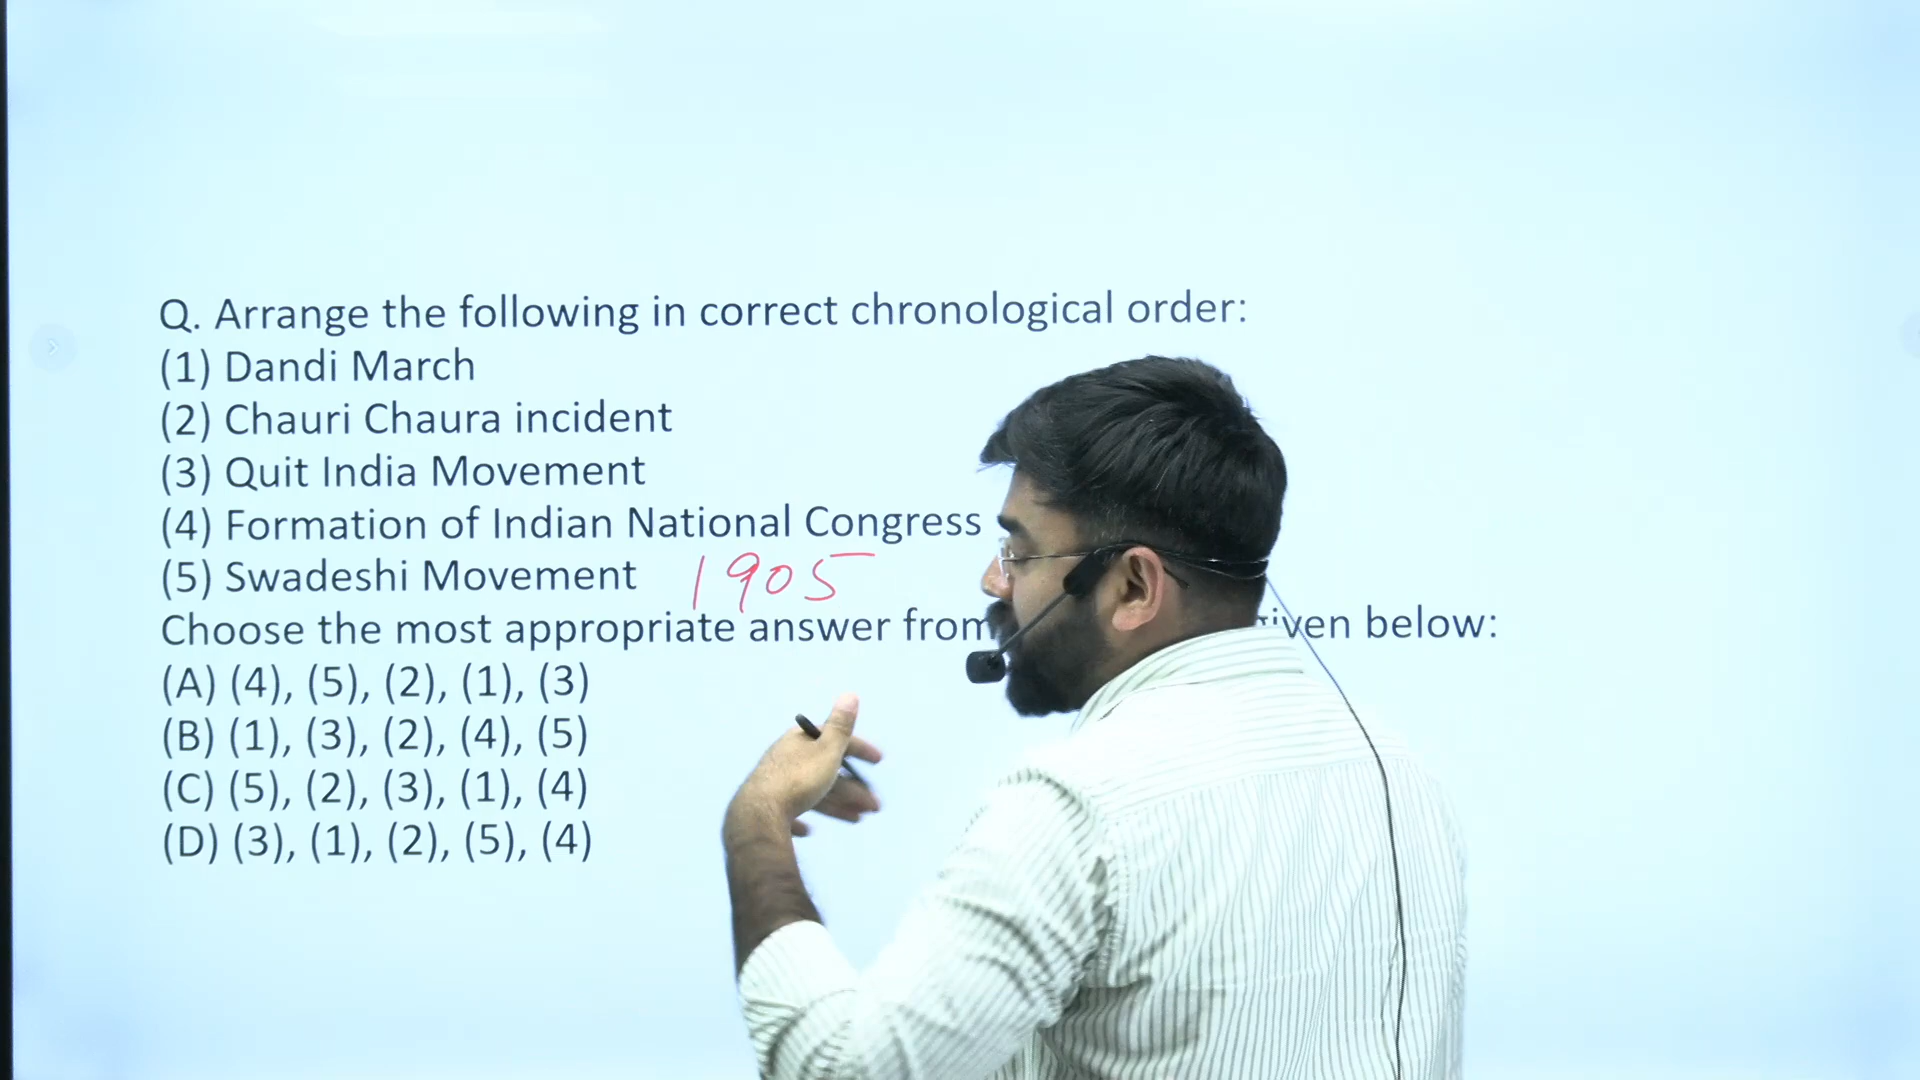 Q. Arrange the following in correct chronological order:
(1) Dandi March
(2) Chauri Chaura incident
(3) Quit India Movement
(4) Formation of Indian National Congress
(5) Swadeshi Movement 1905
Choose the most appropriate answer from given below:
(A) (4), (5), (2), (1), (3)
(B) (1), (3), (2), (4), (5)
(C) (5), (2), (3), (1), (4)
(D) (3), (1), (2), (5), (4)